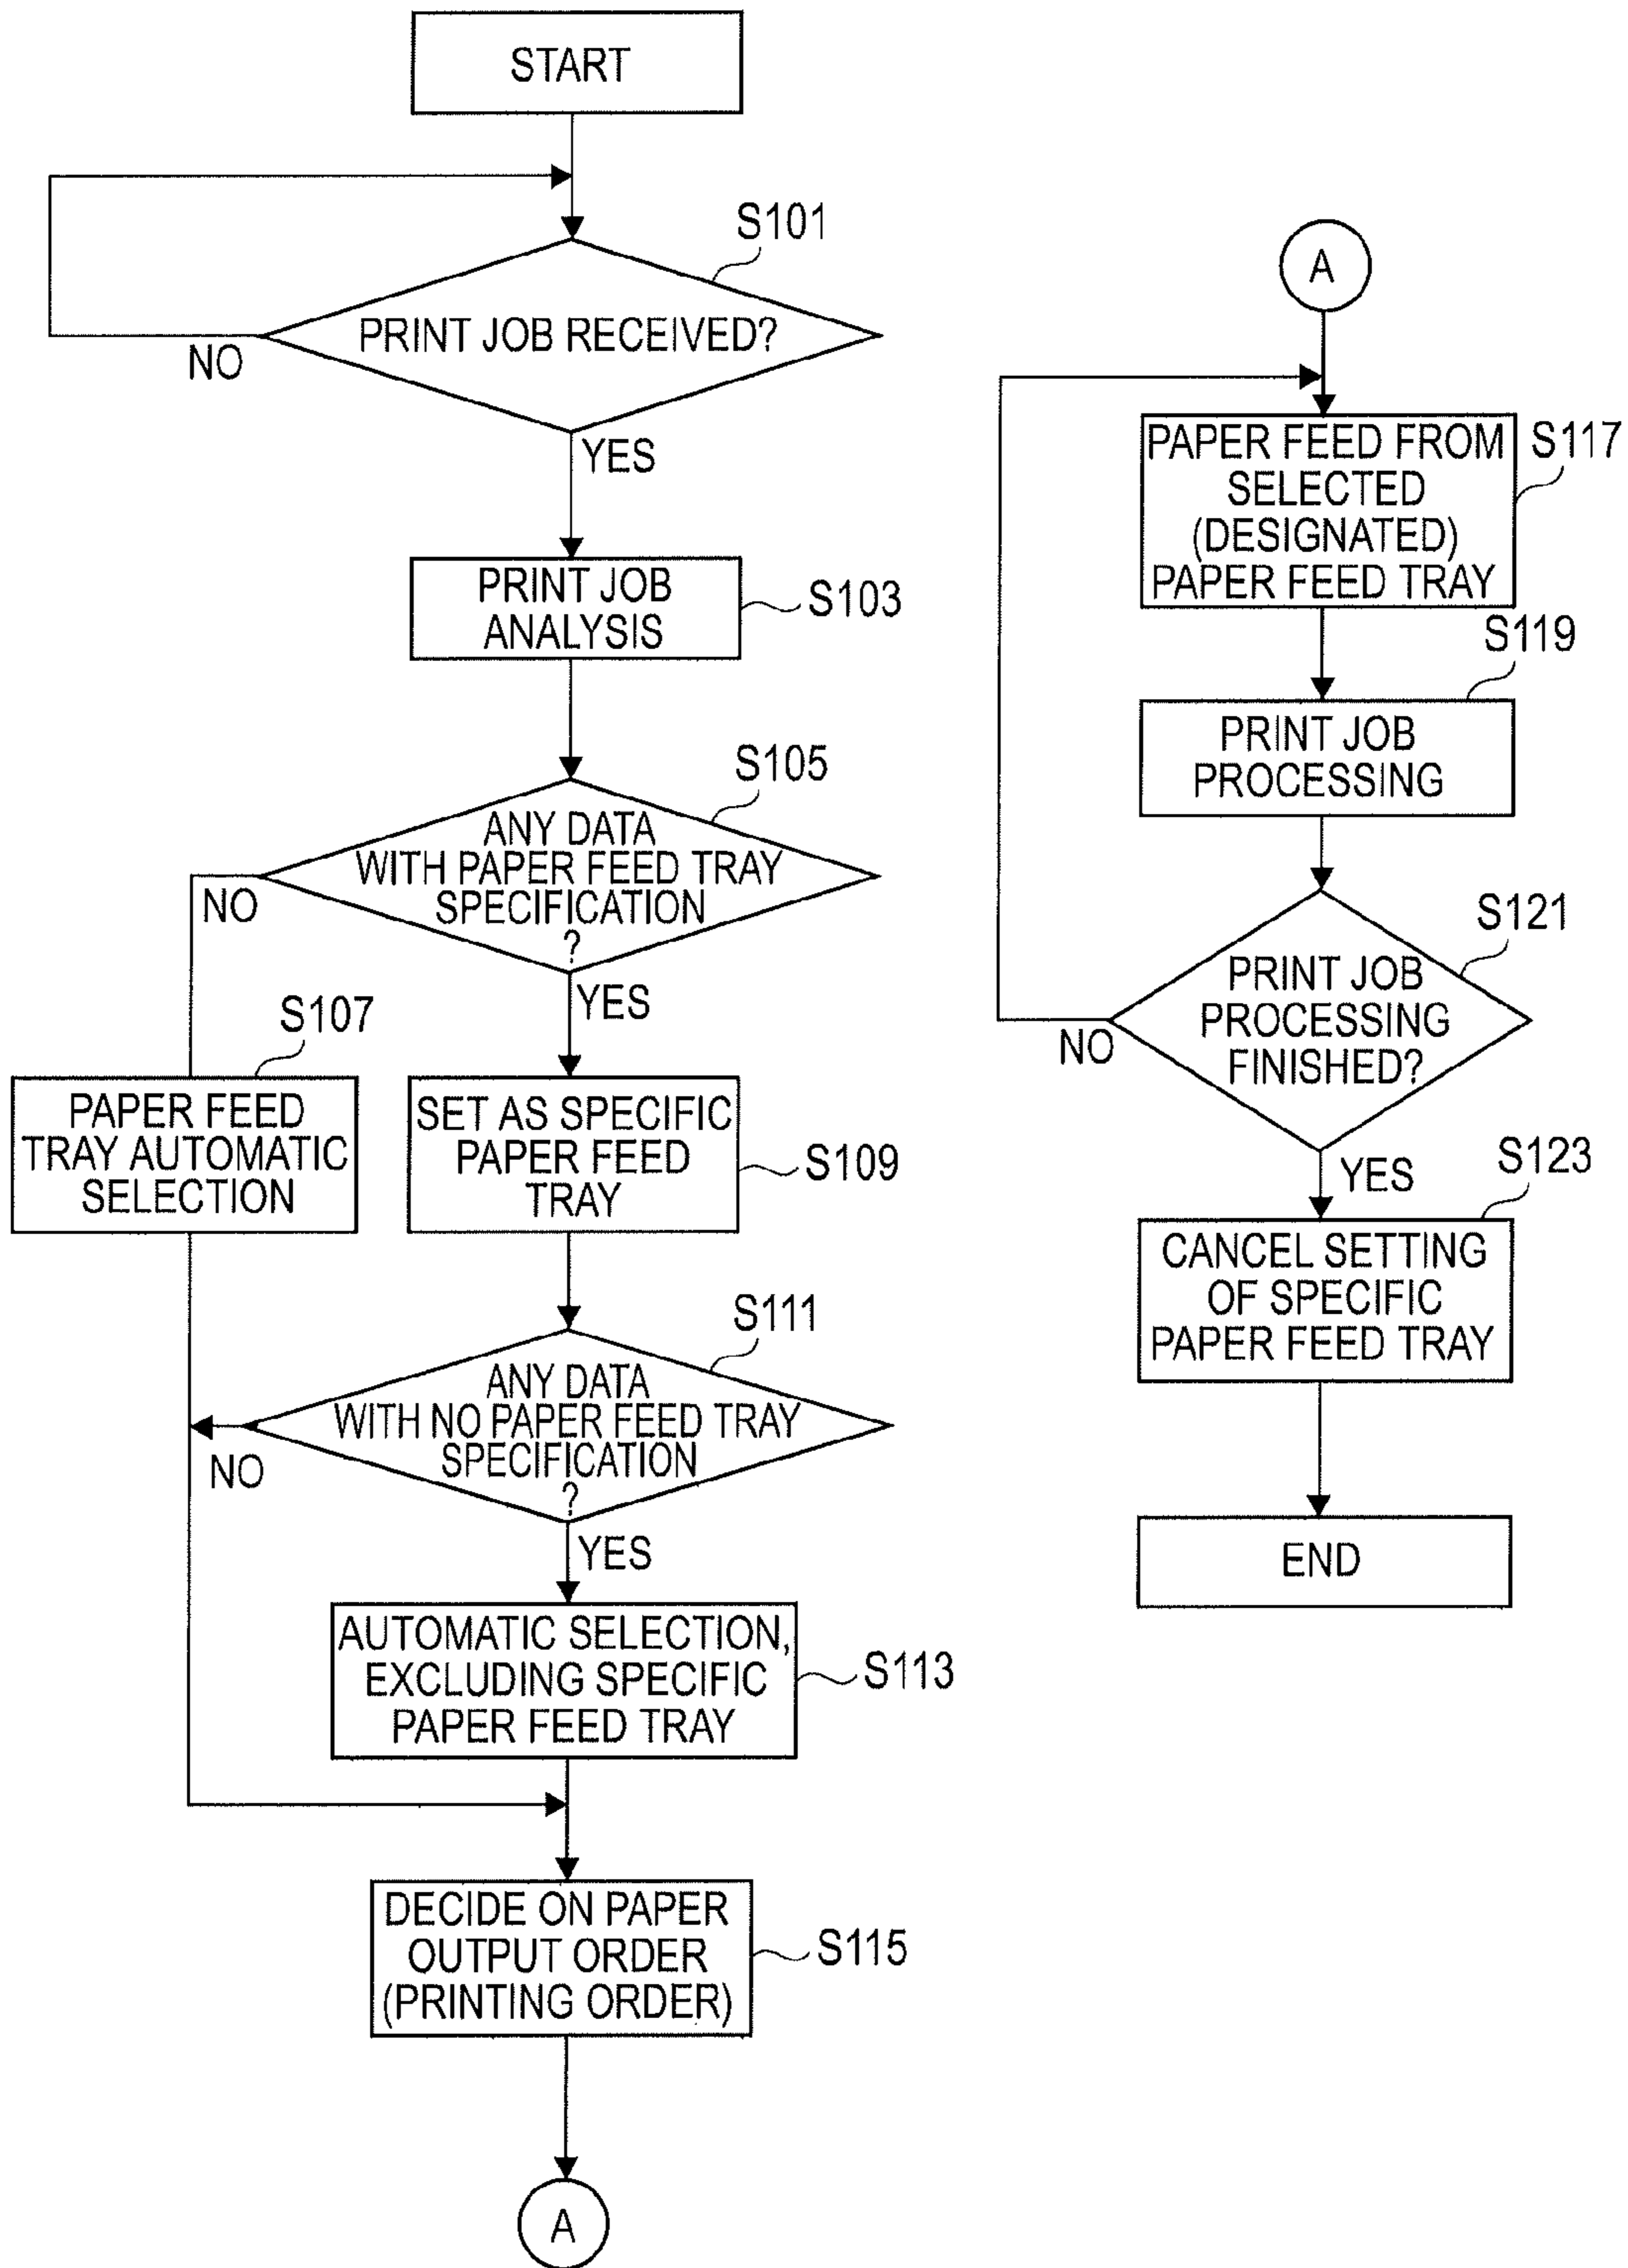 START
S101
PRINT JOB RECEIVED?
NO
YES
PRINT JOB
ANALYSIS
S103
S105
ANY DATA
WITH PAPER FEED TRAY
SPECIFICATION
?
NO
YES
S107
PAPER FEED
TRAY AUTOMATIC
SELECTION
SET AS SPECIFIC
PAPER FEED
TRAY
S109
S111
ANY DATA
WITH NO PAPER FEED TRAY
SPECIFICATION
?
NO
YES
AUTOMATIC SELECTION,
EXCLUDING SPECIFIC
PAPER FEED TRAY
S113
DECIDE ON PAPER
OUTPUT ORDER
(PRINTING ORDER)
S115
A
A
PAPER FEED FROM
SELECTED
(DESIGNATED)
PAPER FEED TRAY
S117
S119
PRINT JOB
PROCESSING
S121
PRINT JOB
PROCESSING
FINISHED?
NO
YES
S123
CANCEL SETTING
OF SPECIFIC
PAPER FEED TRAY
END